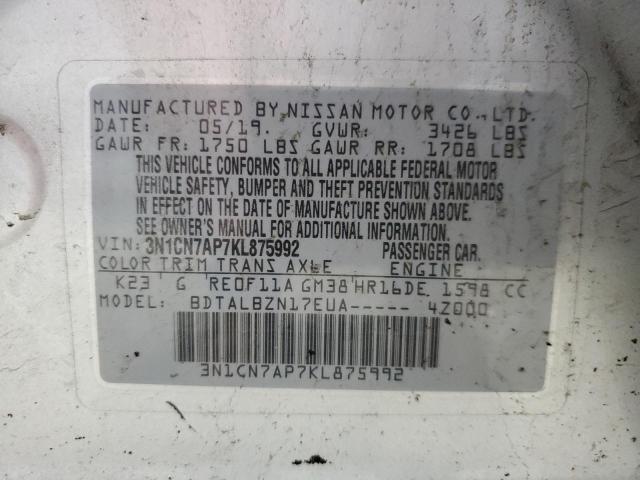 MANUFACTURED BY NISSAN MOTOR CO., LTD.
DATE: 05/19. GVWR: 3426 LBS
GAWR FR: 1750 LBS GAWR RR: 1708 LBS
THIS VEHICLE CONFORMS TO ALL APPLICABLE FEDERAL MOTOR
VEHICLE SAFETY, BUMPER AND THEFT PREVENTION STANDARDS
IN EFFECT ON THE DATE OF MANUFACTURE SHOWN ABOVE.
SEE OWNER'S MANUAL FOR ADDITIONAL INFORMATION.
VIN: 3N1CN7AP7KL875992 PASSENGER CAR.
COLOR TRIM TRANS AXLE ENGINE
K23 G RE0F11A GM38 HR16DE 1598 CC
MODEL: BDTALBZN17EUA----- 4Z000
3N1CN7AP7KL875992